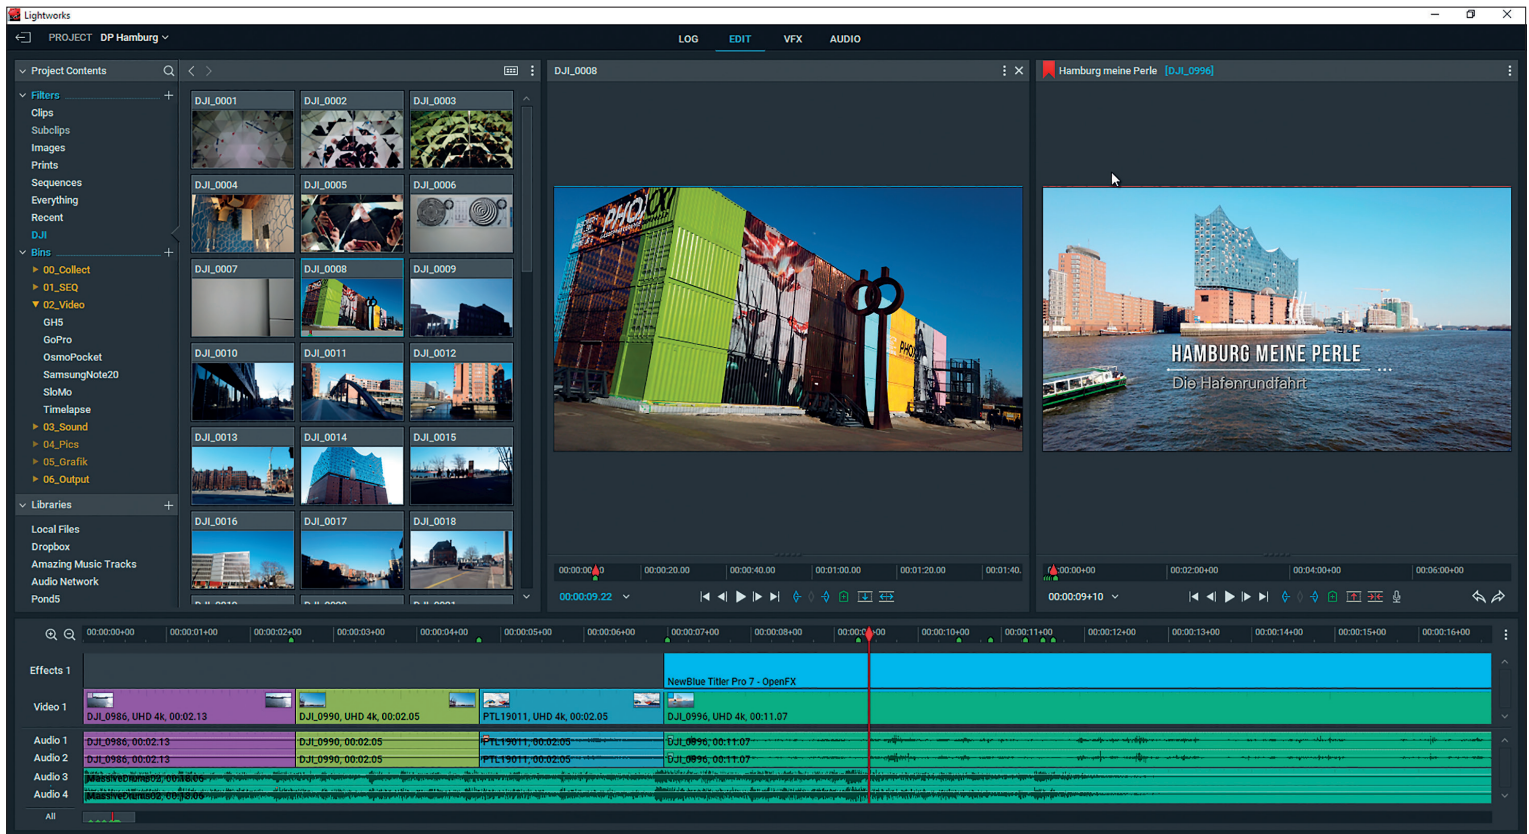 Lightworks
PROJECT DP Hamburg
LOG EDIT VFX AUDIO
Project Contents
Filters
Clips
Subclips
Images
Prints
Sequences
Everything
Recent
DJI
Bins
00_Collect
01_SEQ
02_Video
GH5
GoPro
OsmoPocket
SamsungNote20
SloMo
Timelapse
03_Sound
04_Pics
05_Grafik
06_Output
Libraries
Local Files
Dropbox
Amazing Music Tracks
Audio Network
Pond5
DJI_0001 DJI_0002 DJI_0003
DJI_0004 DJI_0005 DJI_0006
DJI_0007 DJI_0008 DJI_0009
DJI_0010 DJI_0011 DJI_0012
DJI_0013 DJI_0014 DJI_0015
DJI_0016 DJI_0017 DJI_0018
DJI_0008
PHOXXI
PHO
00:00:20.00 00:00:40.00 00:01:00.00 00:01:20.00 00:01:40.
00:00:09.22
Hamburg meine Perle [DJI_0996]
HAMBURG MEINE PERLE
Die Hafenrundfahrt
:00:00+00 00:02:00+00 00:04:00+00 00:06:00+00
00:00:09+10
00:00:00+00 00:00:01+00 00:00:02+00 00:00:03+00 00:00:04+00 00:00:05+00 00:00:06+00 00:00:07+00 00:00:08+00 00:00:10+00 00:00:11+00 00:00:12+00 00:00:13+00 00:00:14+00 00:00:15+00 00:00:16+00
Effects 1
NewBlue Titler Pro 7 - OpenFX
Video 1
DJI_0986, UHD 4k, 00:02.13 DJI_0990, UHD 4k, 00:02.05 PTL19011, UHD 4k, 00:02.05 DJI_0996, UHD 4k, 00:11.07
Audio 1 DJI_0986, 00:02.13 DJI_0990, 00:02.05 PTL19011, 00:02.05 DJI_0996, 00:11.07
Audio 2 DJI_0986, 00:02.13 DJI_0990, 00:02.05 PTL19011, 00:02.05 DJI_0996, 00:11.07
Audio 3 MassiveDrums02, 00:18.05
Audio 4 MassiveDrums02, 00:18.05
All